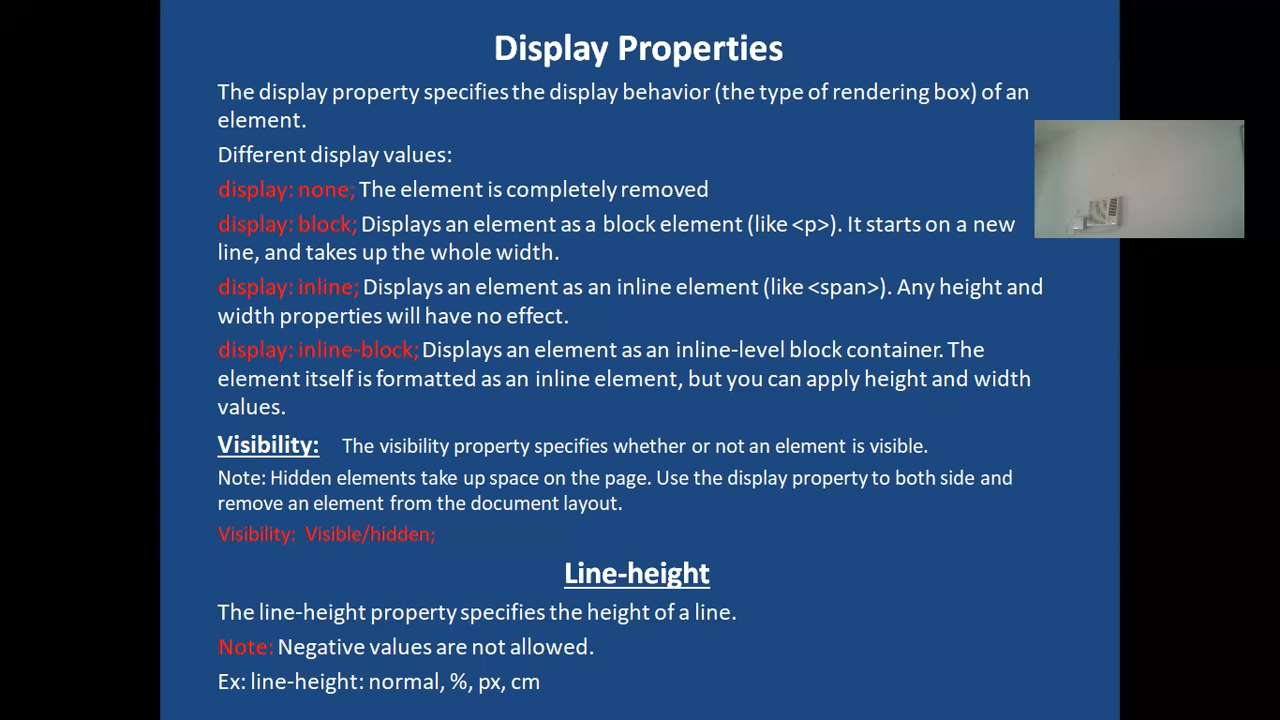 Display Properties
The display property specifies the display behavior (the type of rendering box) of an
element.
Different display values:
display: none; The element is completely removed
display: block; Displays an element as a block element (like <p>). It starts on a new
line, and takes up the whole width.
display: inline; Displays an element as an inline element (like <span>). Any height and
width properties will have no effect.
display: inline-block; Displays an element as an inline-level block container. The
element itself is formatted as an inline element, but you can apply height and width
values.
Visibility: The visibility property specifies whether or not an element is visible.
Note: Hidden elements take up space on the page. Use the display property to both side and
remove an element from the document layout.
Visibility: Visible/hidden;
Line-height
The line-height property specifies the height of a line.
Note: Negative values are not allowed.
Ex: line-height: normal, %, px, cm